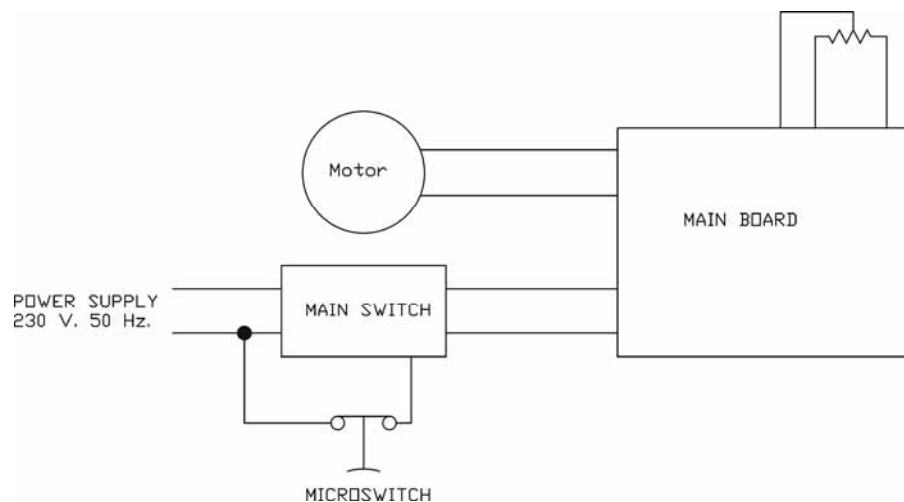 Motor
MAIN BOARD
POWER SUPPLY
230 V. 50 Hz.
MAIN SWITCH
MICROSWITCH